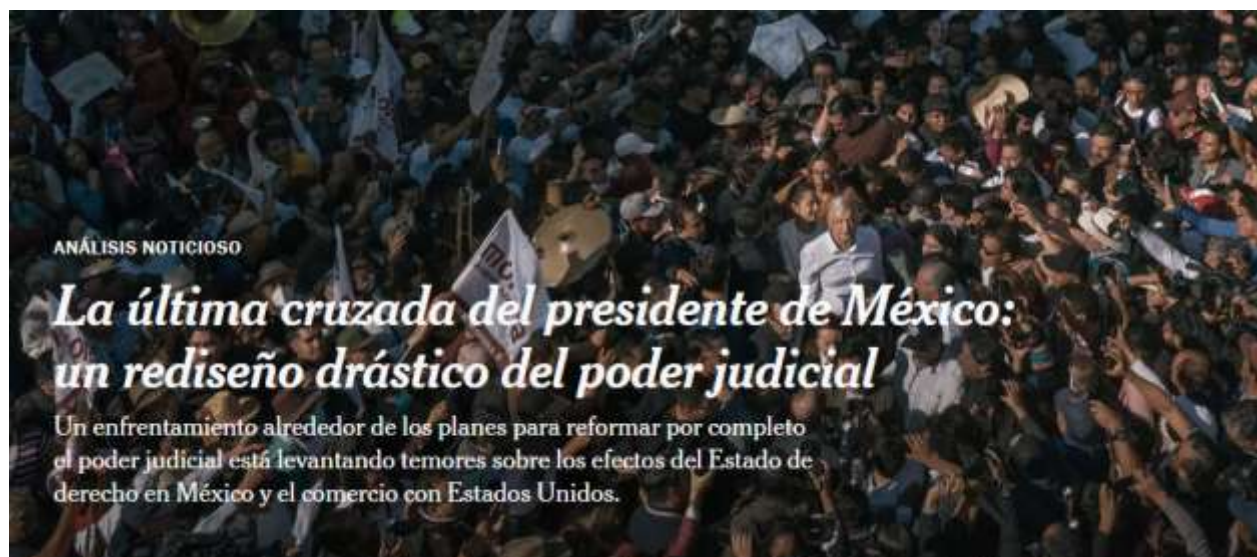 ANÁLISIS NOTICIOSO
La última cruzada del presidente de México:
un rediseño drástico del poder judicial
Un enfrentamiento alrededor de los planes para reformar por completo
el poder judicial está levantando temores sobre los efectos del Estado de
derecho en México y el comercio con Estados Unidos.